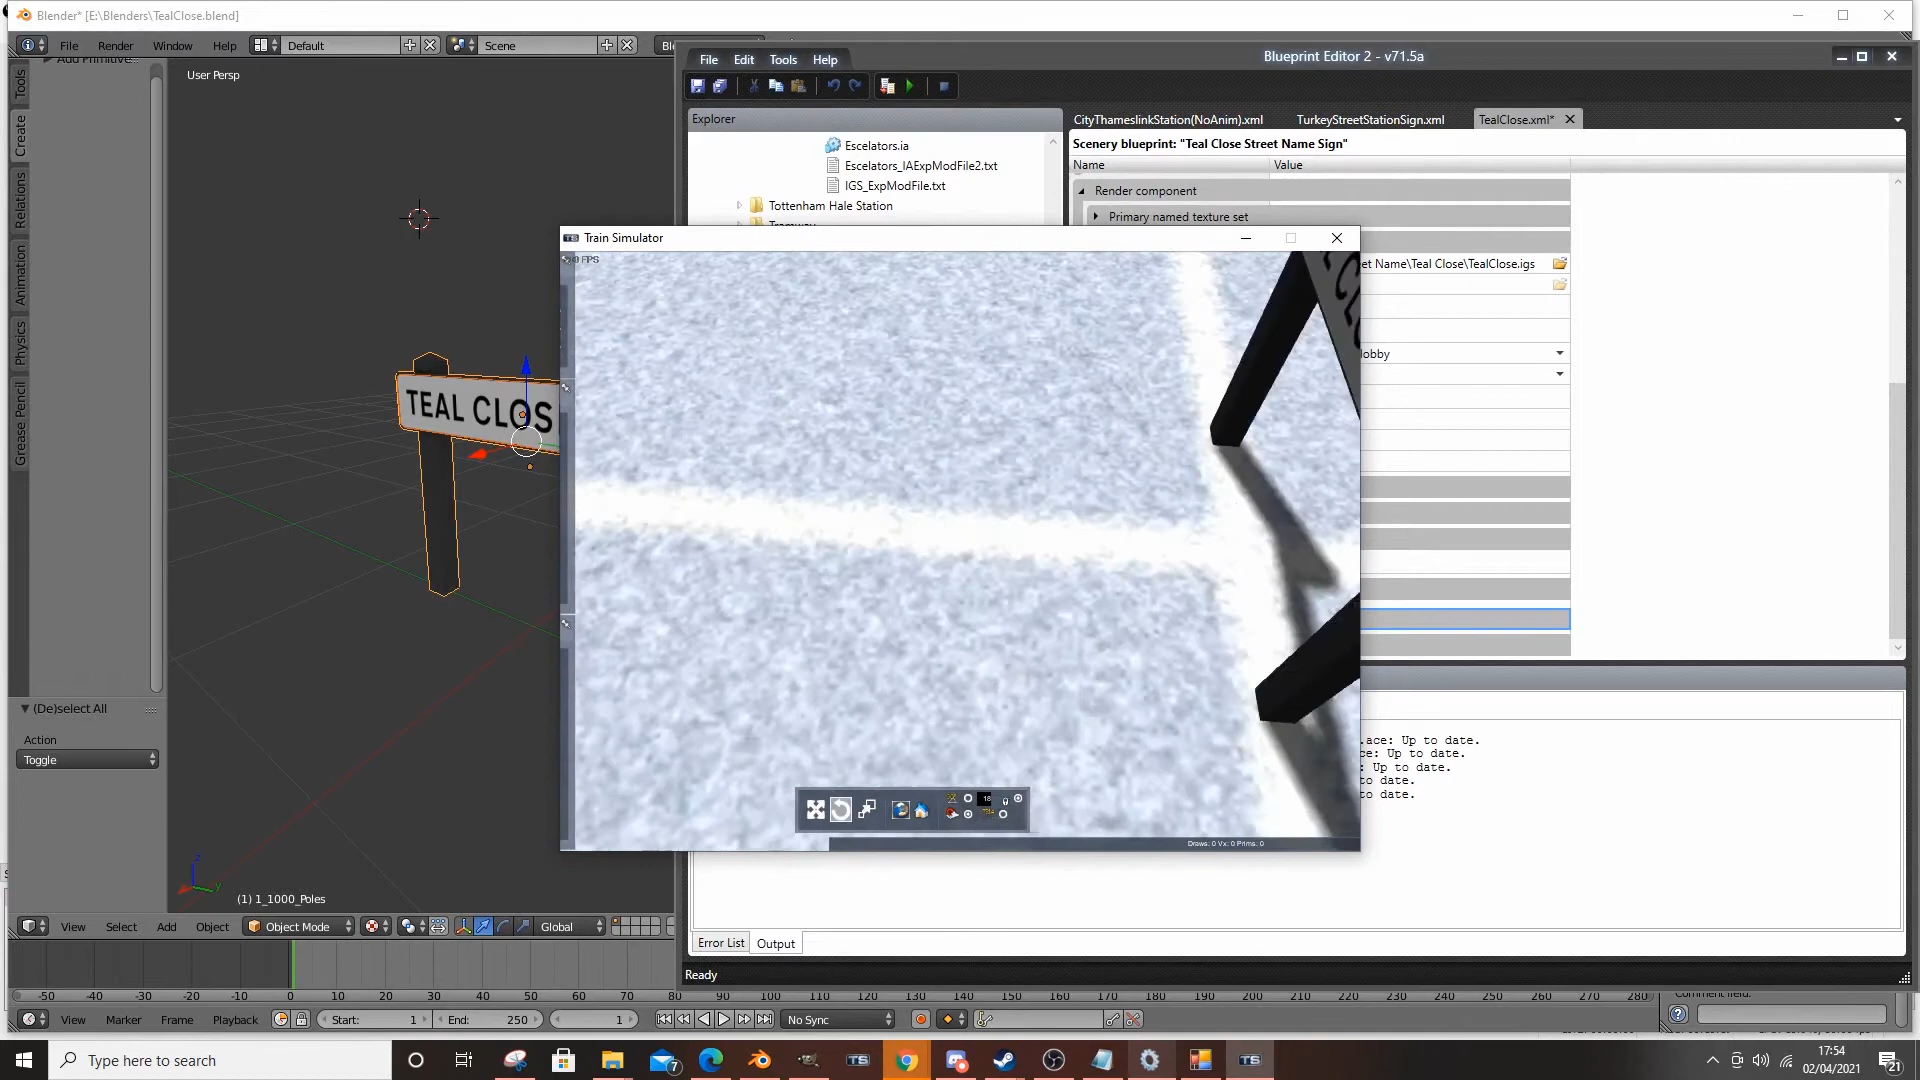 Blender* [E:\Blenders\TealClose.blend]
File Render Window Help Default Scene
User Persp
Tools
Create
Relations
Animation
Physics
Grease Pencil
(De)select All
Action
Toggle
TEAL CLOS
(1) 1_1000_Poles
View Select Add Object Object Mode Global
-50 -40 -30 -20 -10 0 10 20 30 40 50 60 70 80 90 100 110 120 130 140 150 160 170 180 190 200 210 220 230 240 250 260 270 280
View Marker Frame Playback Start: 1 End: 250 1 No Sync
File Edit Tools Help
Blueprint Editor 2 - v71.5a
Explorer
Escelators.ia
Escelators_IAExpModFile2.txt
IGS_ExpModFile.txt
Tottenham Hale Station
CityThameslinkStation(NoAnim).xml TurkeyStreetStationSign.xml TealClose.xml*
Scenery blueprint: "Teal Close Street Name Sign"
Name Value
Render component
Primary named texture set
et Name\Teal Close\TealClose.igs
Train Simulator
FPS
18
Draws: 0 Vx: 0 Prims: 0
.ace: Up to date.
ce: Up to date.
: Up to date.
to date.
to date.
Error List Output
Ready
Type here to search
7
TS
TS
17:54
02/04/2021
21